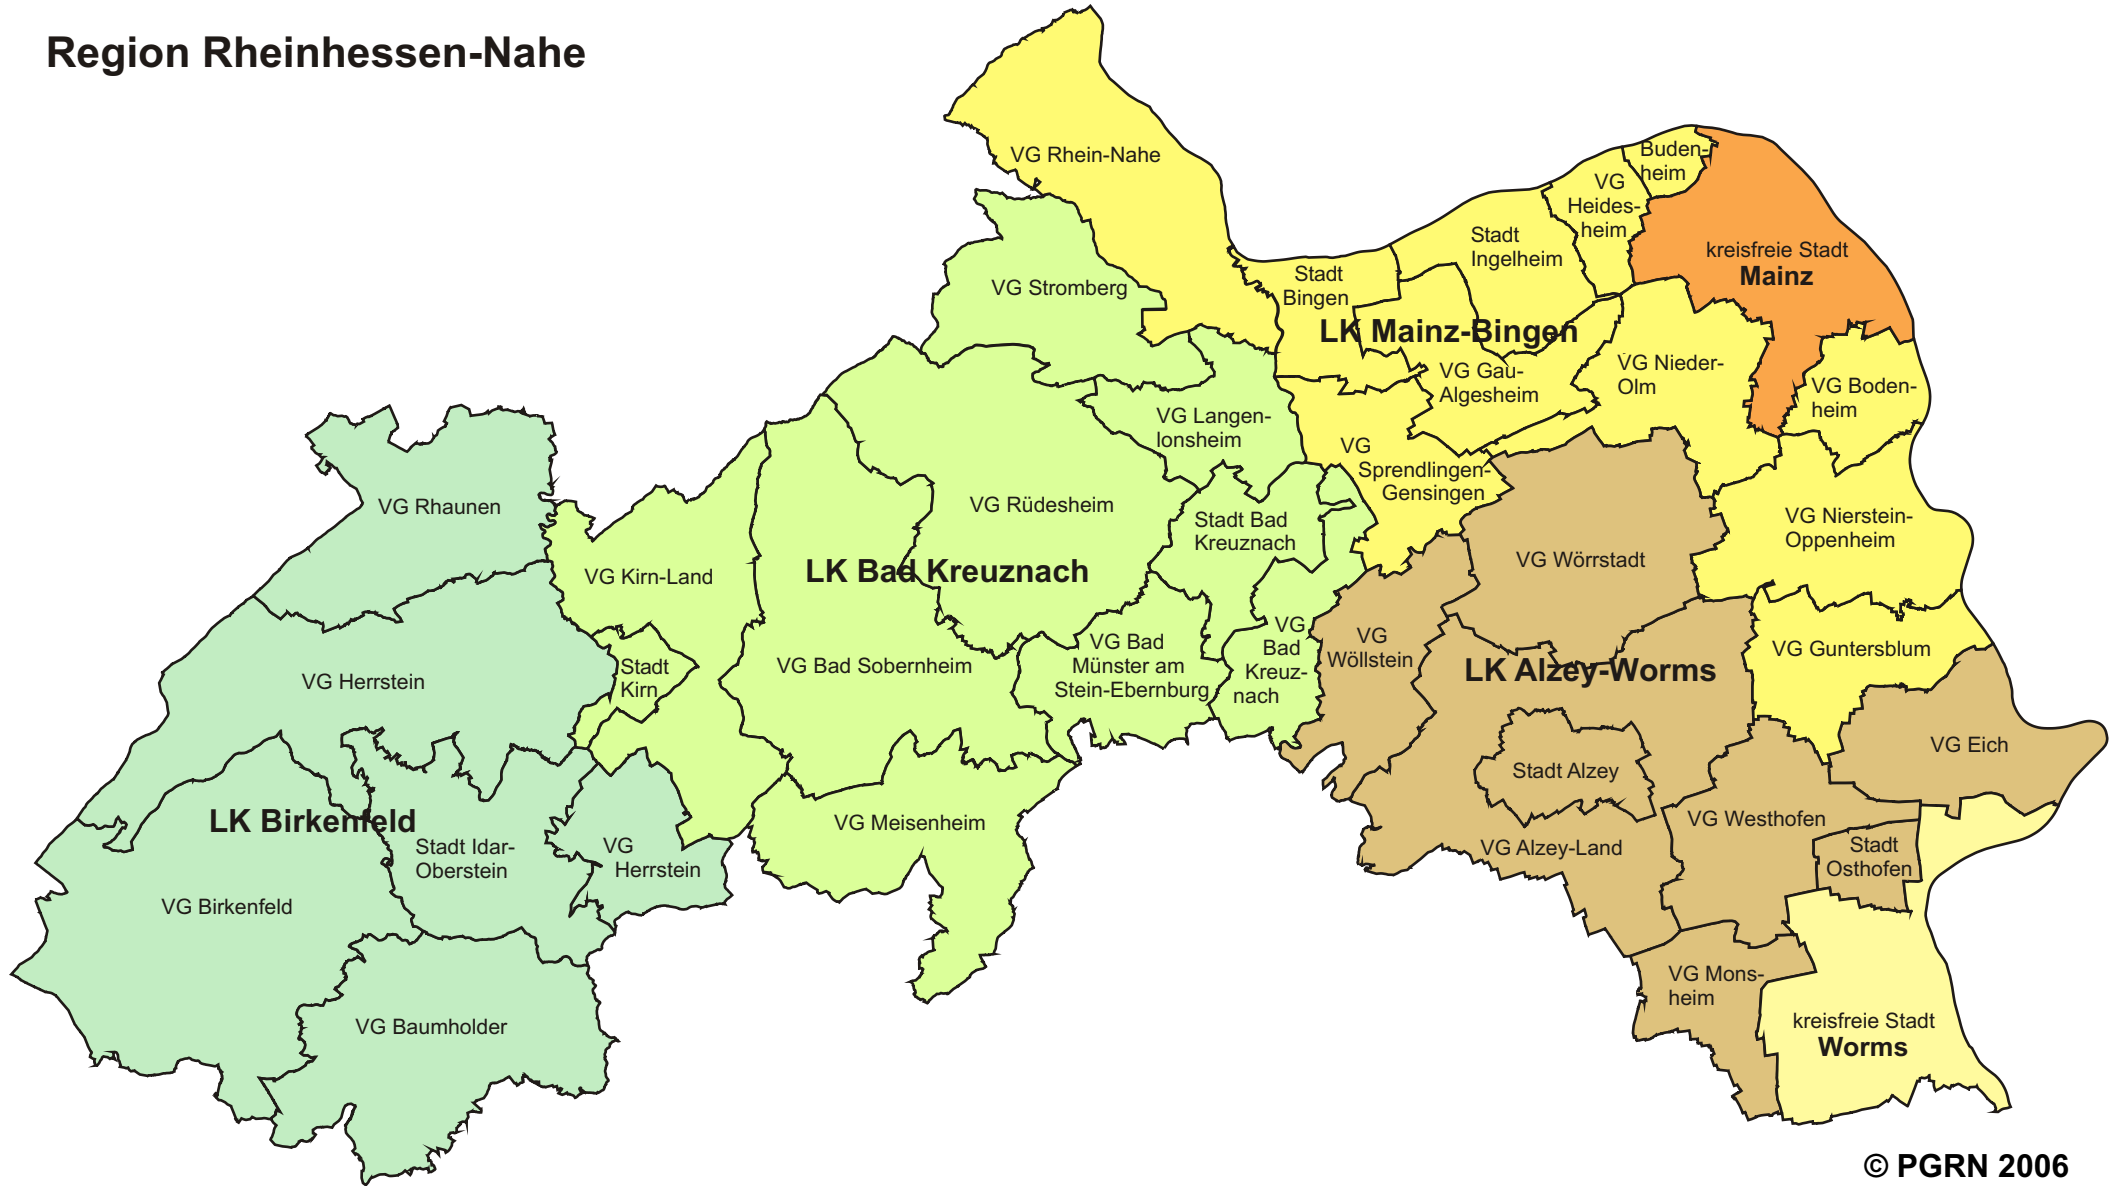 Region Rheinhessen-Nahe
VG Rhein-Nahe
Buden-
heim
VG
Heides-
heim
Stadt
Ingelheim
kreisfreie Stadt
Mainz
Stadt
Bingen
VG Stromberg
LK Mainz-Bingen
VG Gau-
Algesheim
VG Nieder-
Olm
VG Boden-
heim
VG Langen-
lonsheim
VG
Sprendlingen-
Gensingen
VG Rhaunen
VG Rüdesheim
Stadt Bad
Kreuznach
VG Nierstein-
Oppenheim
VG Wörrstadt
VG Kirn-Land
LK Bad Kreuznach
VG Bad
Münster am
Stein-Ebernburg
VG
Bad
Kreuz-
nach
VG
Wöllstein
VG Guntersblum
LK Alzey-Worms
VG Herrstein
Stadt
Kirn
VG Bad Sobernheim
VG Eich
Stadt Alzey
LK Birkenfeld
VG Meisenheim
VG Westhofen
Stadt Idar-
Oberstein
VG
Herrstein
VG Alzey-Land
Stadt
Osthofen
VG Birkenfeld
VG Mons-
heim
VG Baumholder
kreisfreie Stadt
Worms
© PGRN 2006